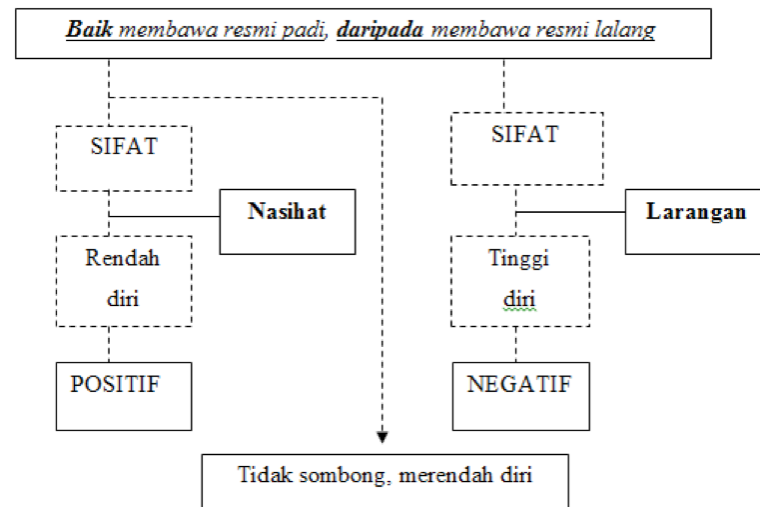 Baik membawa resmi padi, daripada membawa resmi lalang
SIFAT
SIFAT
Nasihat
Larangan
Rendah
diri
Tinggi
diri
POSITIF
NEGATIF
Tidak sombong, merendah diri